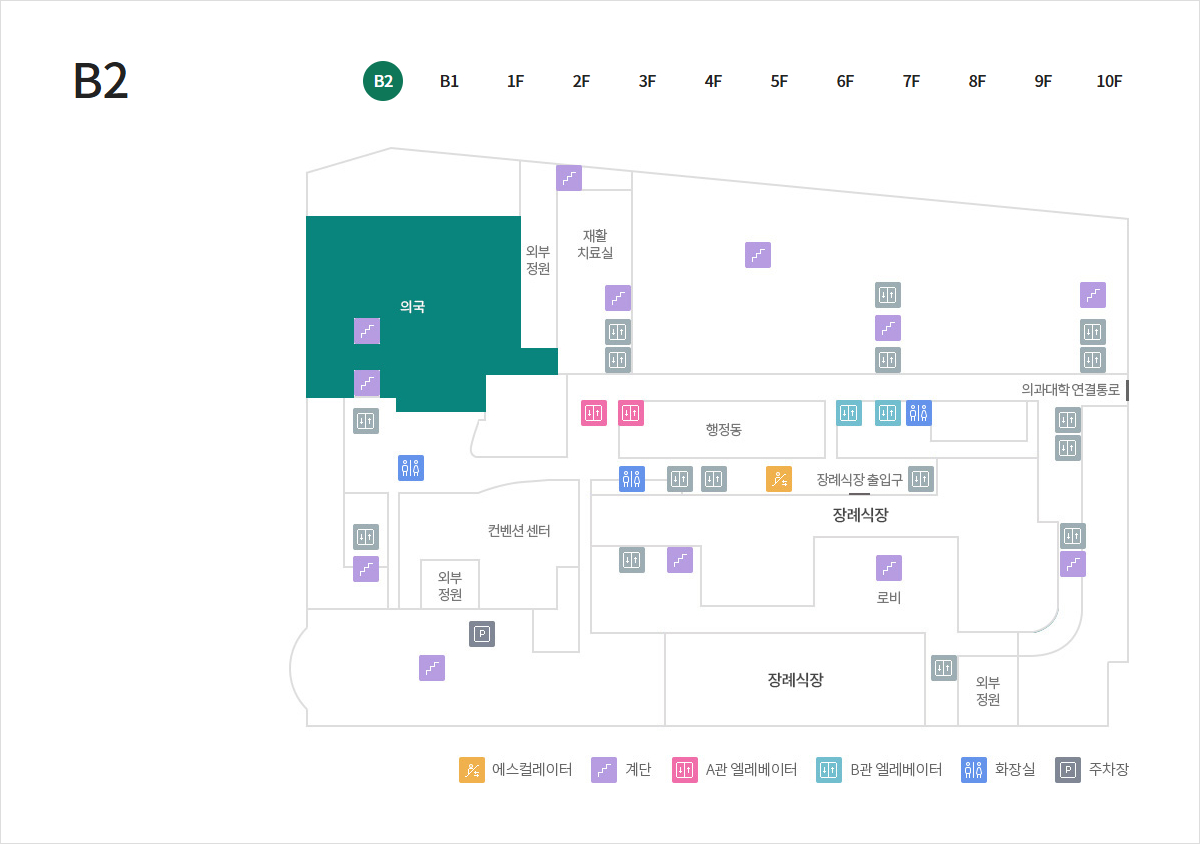 B2
B2 B1 1F 2F 3F 4F 5F 6F 7F 8F 9F 10F
외부
정원
재활
치료실
의국
의과대학 연결통로
행정동
장례식장 출입구
장례식장
컨벤션 센터
외부
정원
로비
P
장례식장
외부
정원
에스컬레이터 계단 A관 엘레베이터 B관 엘레베이터 화장실 P 주차장